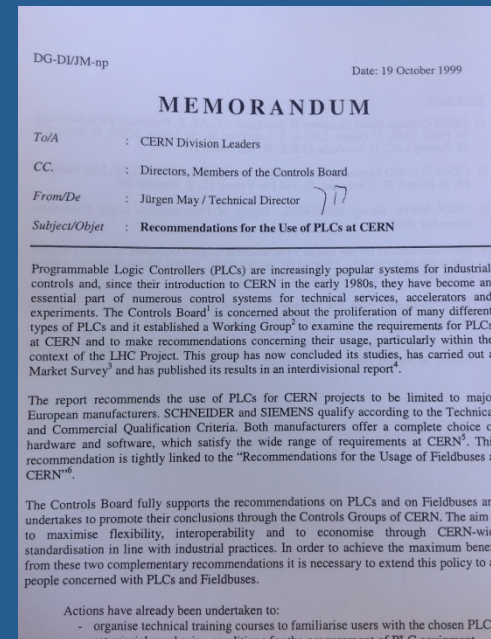 DG-DI/JM-np
Date: 19 October 1999
MEMORANDUM
To/A : CERN Division Leaders
CC. : Directors, Members of the Controls Board
From/De : Jürgen May / Technical Director
Subject/Objet : Recommendations for the Use of PLCs at CERN
Programmable Logic Controllers (PLCs) are increasingly popular systems for industrial
controls and, since their introduction to CERN in the early 1980s, they have become an
essential part of numerous control systems for technical services, accelerators and
experiments. The Controls Board¹ is concerned about the proliferation of many different
types of PLCs and it established a Working Group² to examine the requirements for PLCs
at CERN and to make recommendations concerning their usage, particularly within the
context of the LHC Project. This group has now concluded its studies, has carried out a
Market Survey³ and has published its results in an interdivisional report⁴.
The report recommends the use of PLCs for CERN projects to be limited to majo
European manufacturers. SCHNEIDER and SIEMENS qualify according to the Technica
and Commercial Qualification Criteria. Both manufacturers offer a complete choice o
hardware and software, which satisfy the wide range of requirements at CERN⁵. Thi
recommendation is tightly linked to the “Recommendations for the Usage of Fieldbuses a
CERN”⁶.
The Controls Board fully supports the recommendations on PLCs and on Fieldbuses an
undertakes to promote their conclusions through the Controls Groups of CERN. The aim
to maximise flexibility, interoperability and to economise through CERN-wi
standardisation in line with industrial practices. In order to achieve the maximum bene
from these two complementary recommendations it is necessary to extend this policy to a
people concerned with PLCs and Fieldbuses.
Actions have already been undertaken to:
- organise technical training courses to familiarise users with the chosen PLC